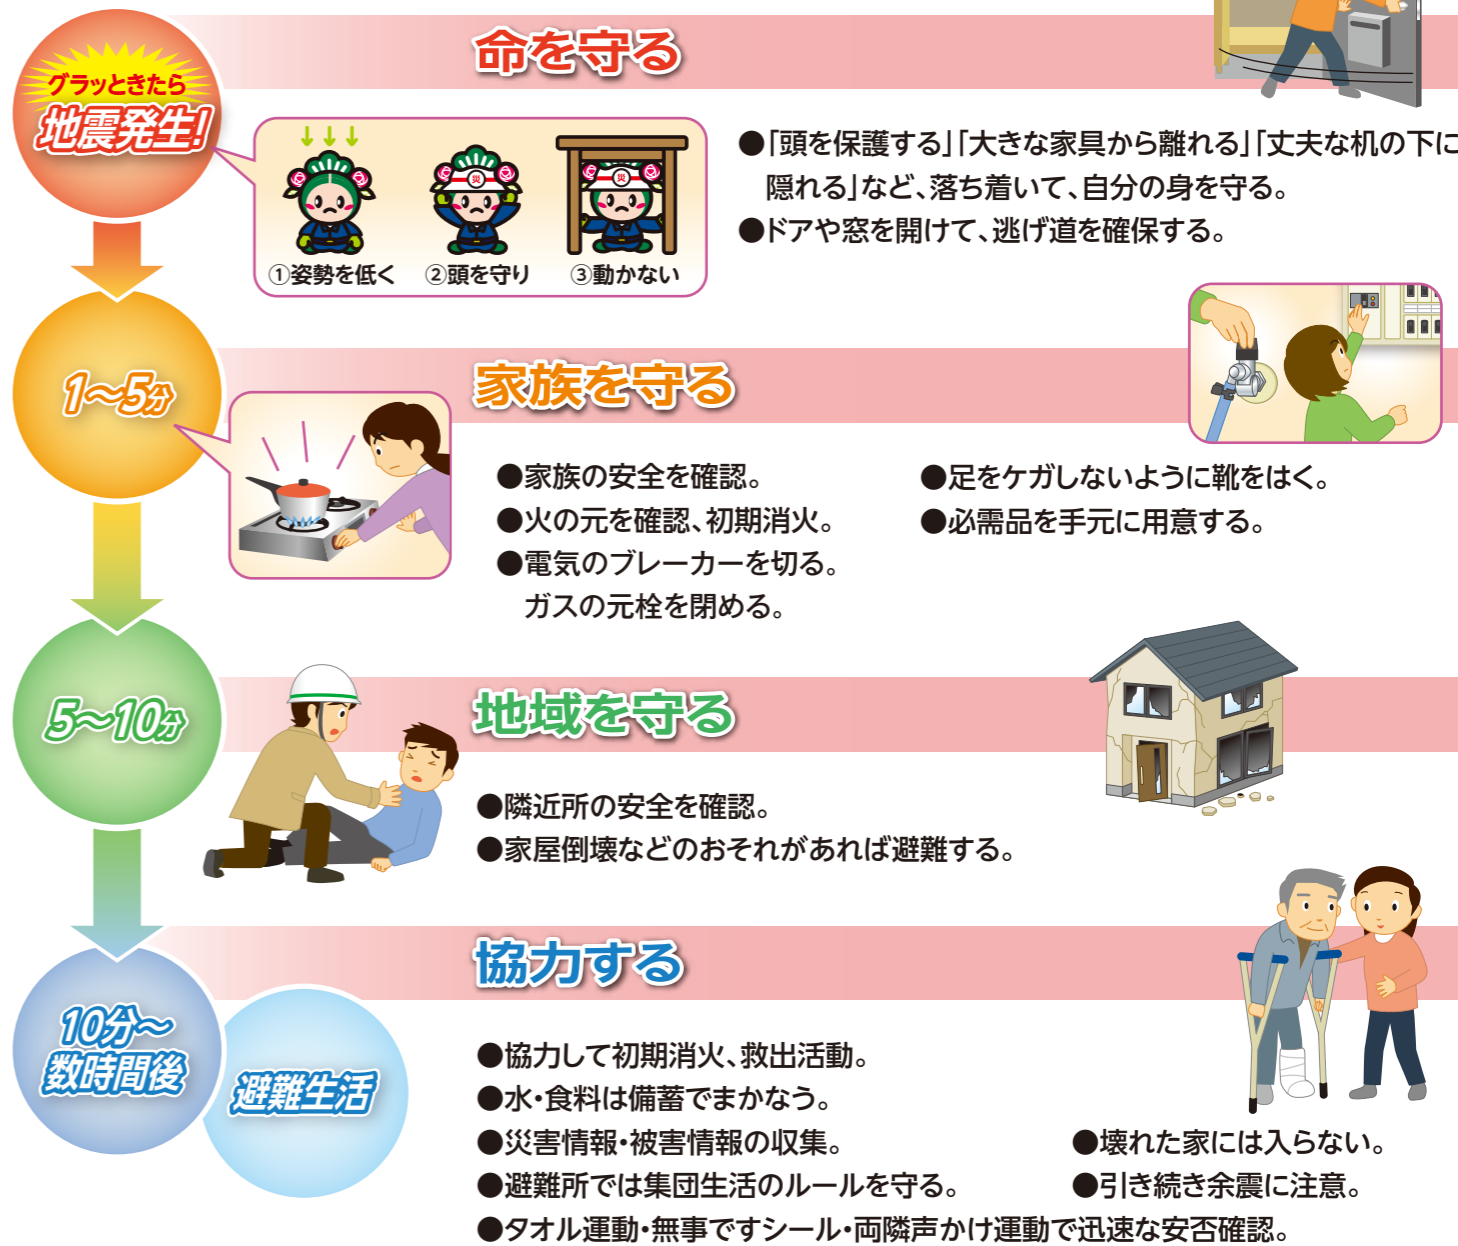 グラッときたら
地震発生!
命を守る
災
災
①姿勢を低く
②頭を守り
③動かない
●「頭を保護する」「大きな家具から離れる」「丈夫な机の下に
隠れる」など、落ち着いて、自分の身を守る。
●ドアや窓を開けて、逃げ道を確保する。
1～5分
家族を守る
●家族の安全を確認。
●火の元を確認、初期消火。
●電気のブレーカーを切る。
ガスの元栓を閉める。
●足をケガしないように靴をはく。
●必需品を手元に用意する。
5～10分
地域を守る
●隣近所の安全を確認。
●家屋倒壊などのおそれがあれば避難する。
10分～
数時間後
避難生活
協力する
●協力して初期消火、救出活動。
●水・食料は備蓄でまかなう。
●災害情報・被害情報の収集。
●避難所では集団生活のルールを守る。
●タオル運動・無事ですシール・両隣声かけ運動で迅速な安否確認。
●壊れた家には入らない。
●引き続き余震に注意。